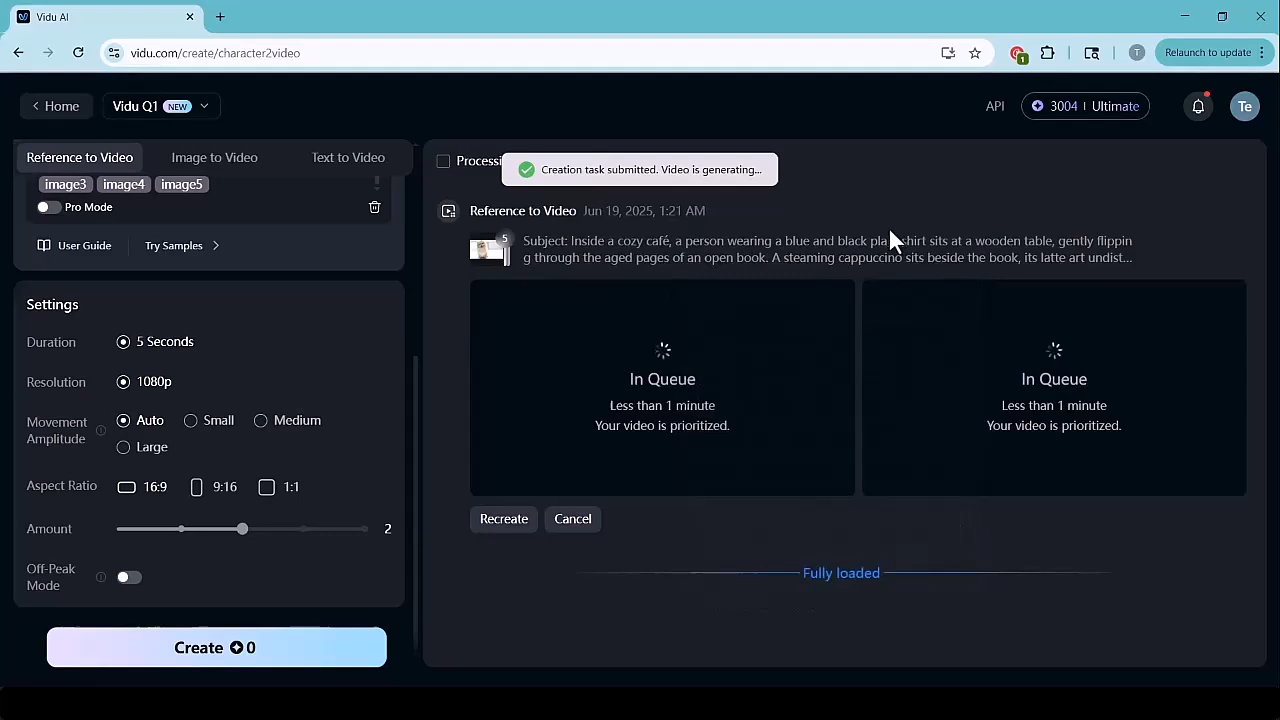 Vidu AI
vidu.com/create/character2video
1
T
Relaunch to update
Home
Vidu Q1 NEW
API
3004 | Ultimate
Te
Reference to Video
Image to Video
Text to Video
image3 image4 image5
Pro Mode
User Guide
Try Samples
Settings
Duration
5 Seconds
Resolution
1080p
Movement Amplitude
Auto
Small
Medium
Large
Aspect Ratio
16:9
9:16
1:1
Amount
2
Off-Peak Mode
Create 0
Creation task submitted. Video is generating...
Reference to Video Jun 19, 2025, 1:21 AM
5
Subject: Inside a cozy café, a person wearing a blue and black shirt sits at a wooden table, gently flippin
g through the aged pages of an open book. A steaming cappuccino sits beside the book, its latte art undist...
In Queue
Less than 1 minute
Your video is prioritized.
In Queue
Less than 1 minute
Your video is prioritized.
Recreate
Cancel
Fully loaded